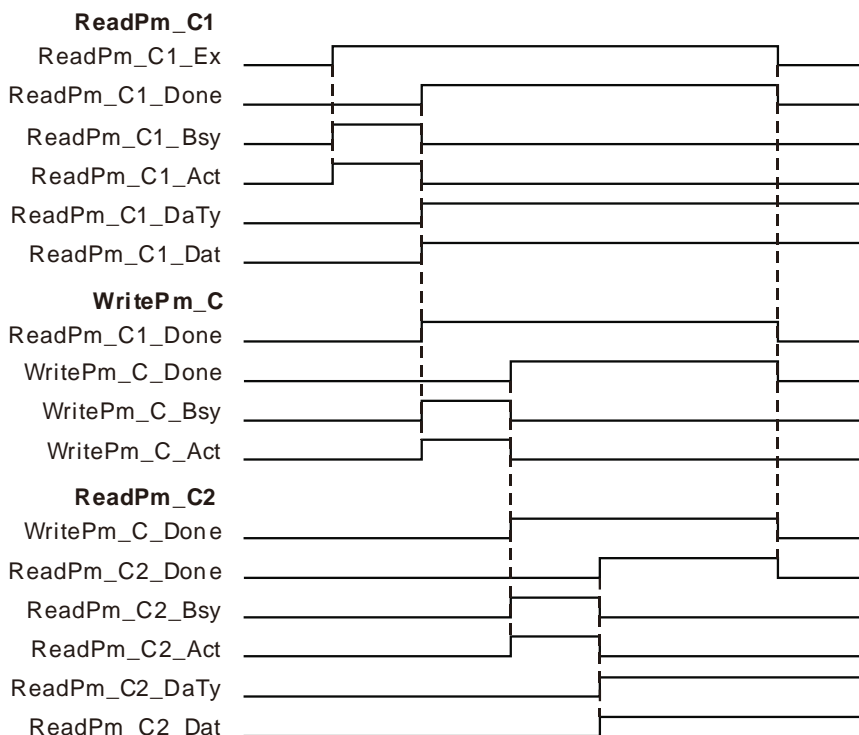 ReadPm_C1
ReadPm_C1_Ex
ReadPm_C1_Done
ReadPm_C1_Bsy
ReadPm_C1_Act
ReadPm_C1_DaTy
ReadPm_C1_Dat
WritePm_C
ReadPm_C1_Done
WritePm_C_Done
WritePm_C_Bsy
WritePm_C_Act
ReadPm_C2
WritePm_C_Done
ReadPm_C2_Done
ReadPm_C2_Bsy
ReadPm_C2_Act
ReadPm_C2_DaTy
ReadPm_C2_Dat